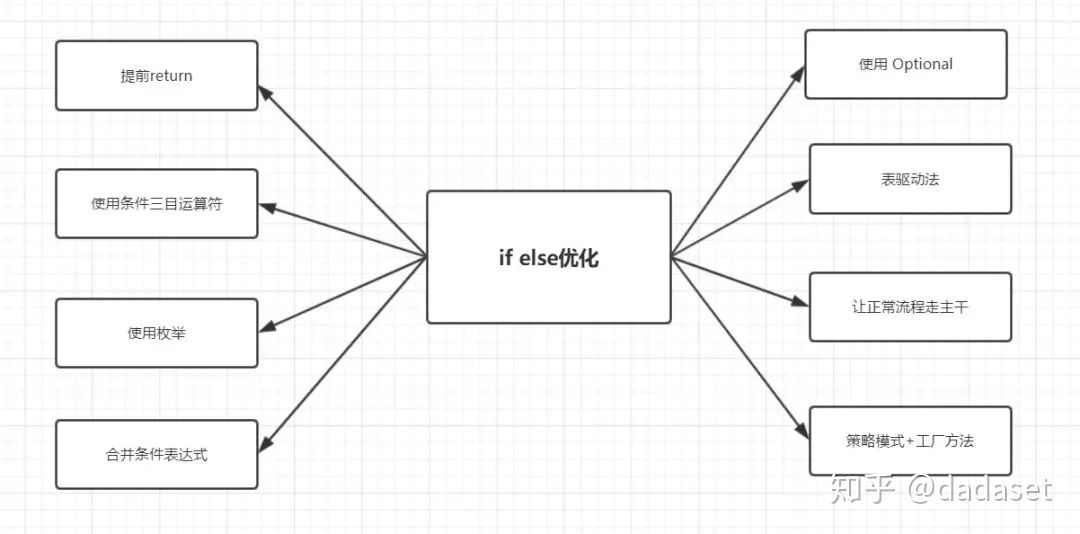 提前return
使用条件三目运算符
使用枚举
合并条件表达式
if else优化
使用 Optional
表驱动法
让正常流程走主干
策略模式+工厂方法
知乎 @dadaset